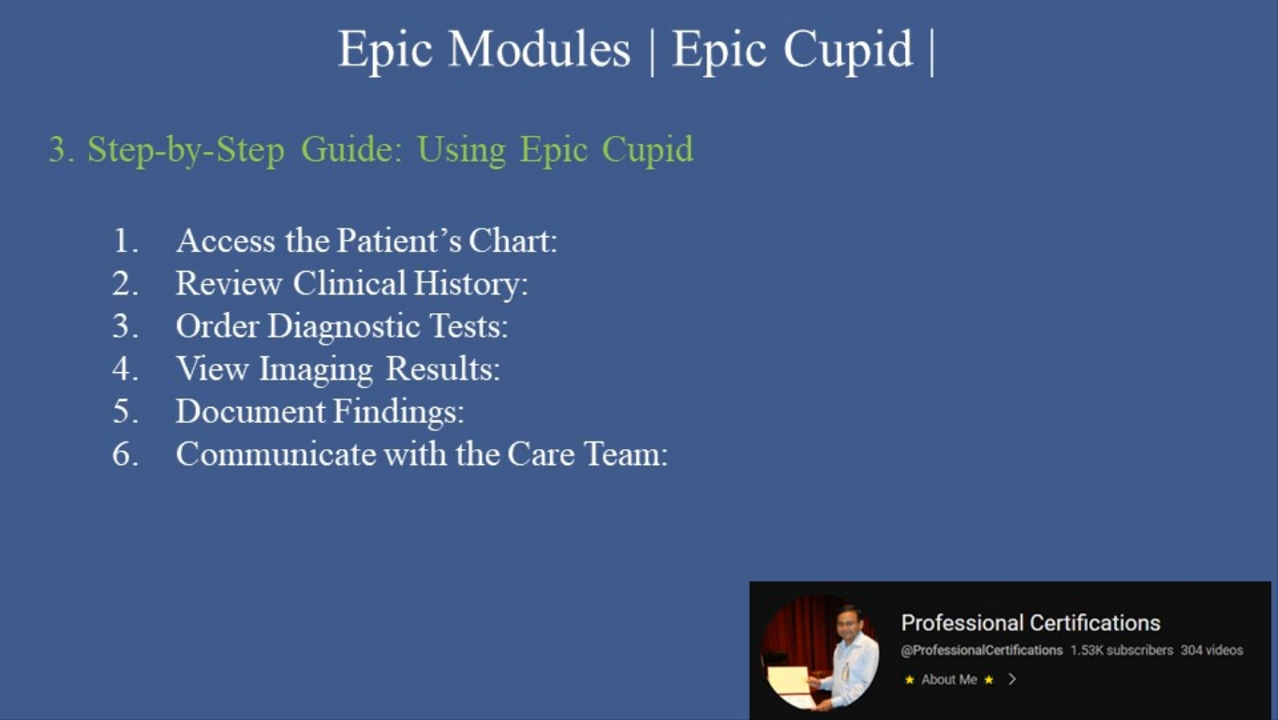 Epic Modules | Epic Cupid |
3. Step-by-Step Guide: Using Epic Cupid
1. Access the Patient’s Chart:
2. Review Clinical History:
3. Order Diagnostic Tests:
4. View Imaging Results:
5. Document Findings:
6. Communicate with the Care Team:
Professional Certifications
@ProfessionalCertifications 1.53K subscribers 304 videos
⭐ About Me ⭐ >